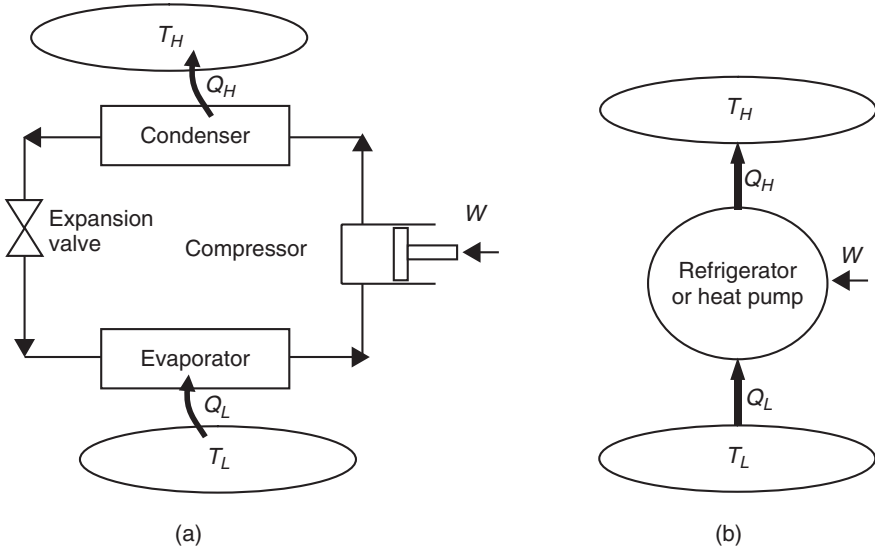 T_H
Q_H
Condenser
Expansion
valve
Compressor
W
Evaporator
Q_L
T_L
(a)
T_H
Q_H
W
Refrigerator
or heat pump
Q_L
T_L
(b)